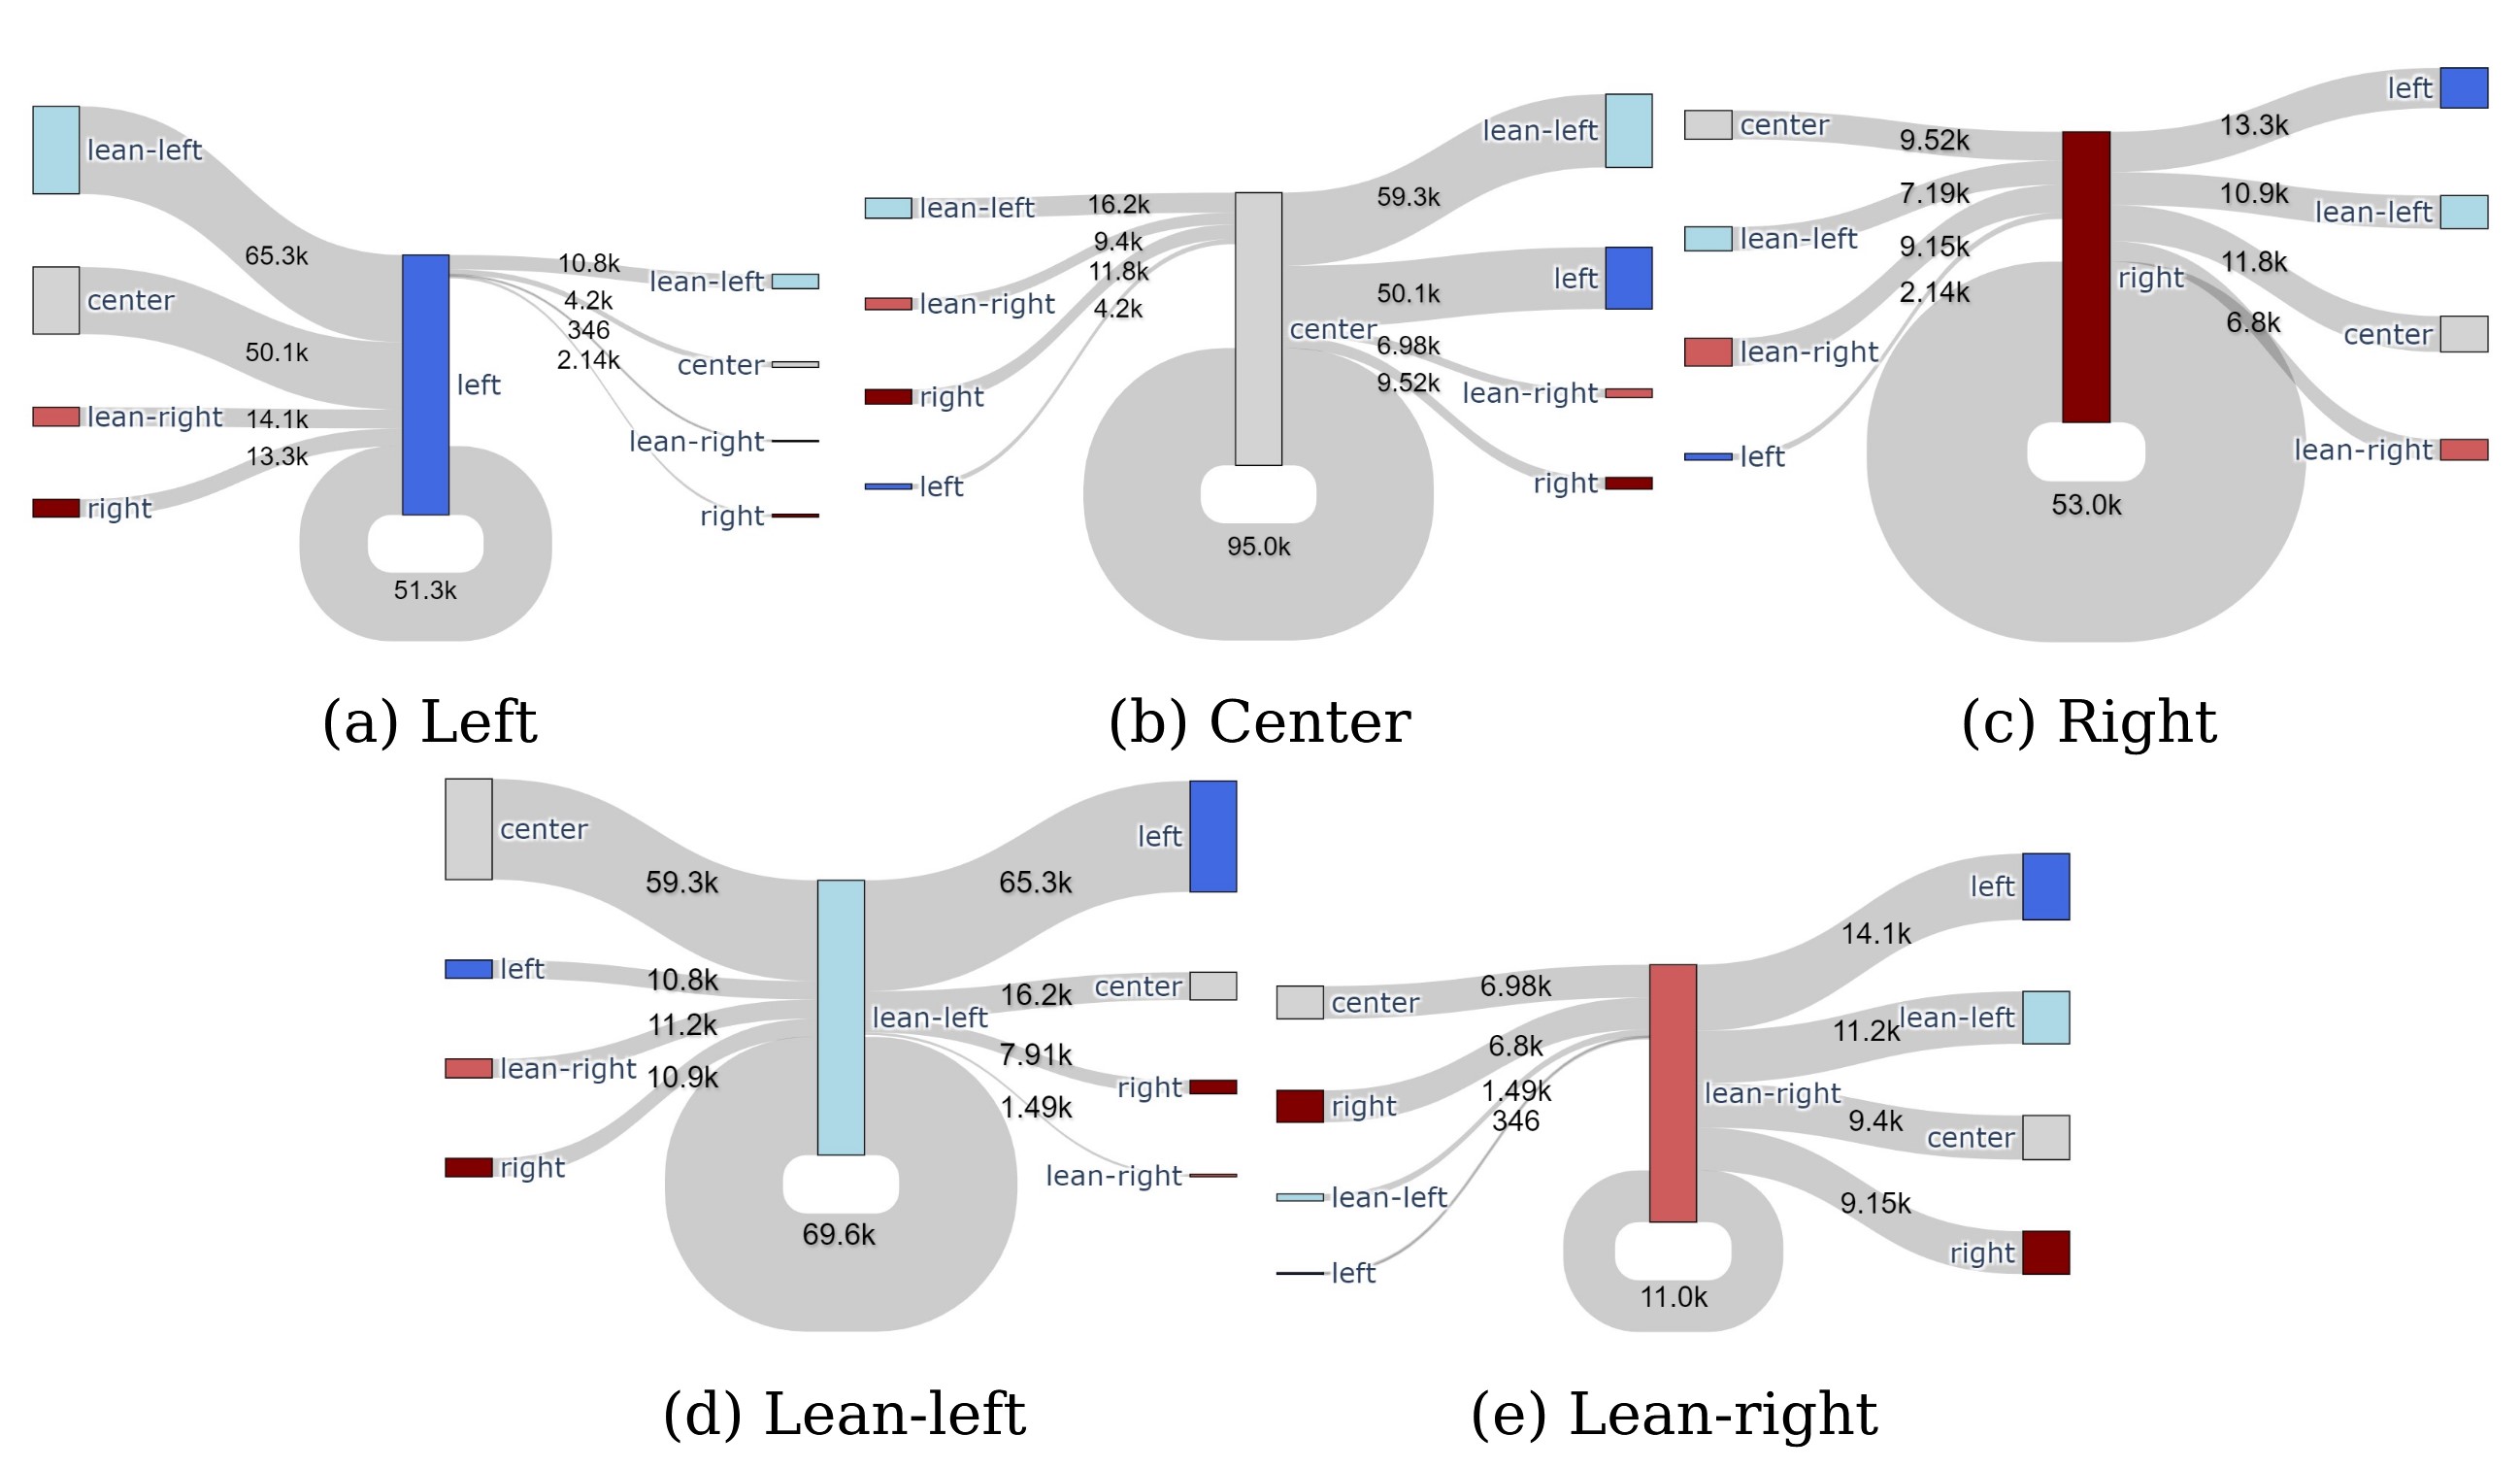 lean-left
65.3k
center
50.1k
lean-right
14.1k
13.3k
right
left
51.3k
10.8k
lean-left
4.2k
346
2.14k
center
lean-right
right
(a) Left
lean-left
16.2k
9.4k
lean-right
11.8k
4.2k
right
left
center
95.0k
lean-left
59.3k
left
50.1k
6.98k
9.52k
lean-right
right
(b) Center
center
9.52k
7.19k
lean-left
9.15k
2.14k
lean-right
left
right
53.0k
left
13.3k
10.9k
lean-left
11.8k
6.8k
center
lean-right
(c) Right
center
59.3k
left
10.8k
11.2k
lean-right
10.9k
right
lean-left
69.6k
left
65.3k
16.2k
center
7.91k
right
1.49k
lean-right
(d) Lean-left
center
6.98k
6.8k
right
1.49k
346
lean-left
left
lean-right
11.0k
left
14.1k
lean-left
11.2k
9.4k
center
9.15k
right
(e) Lean-right